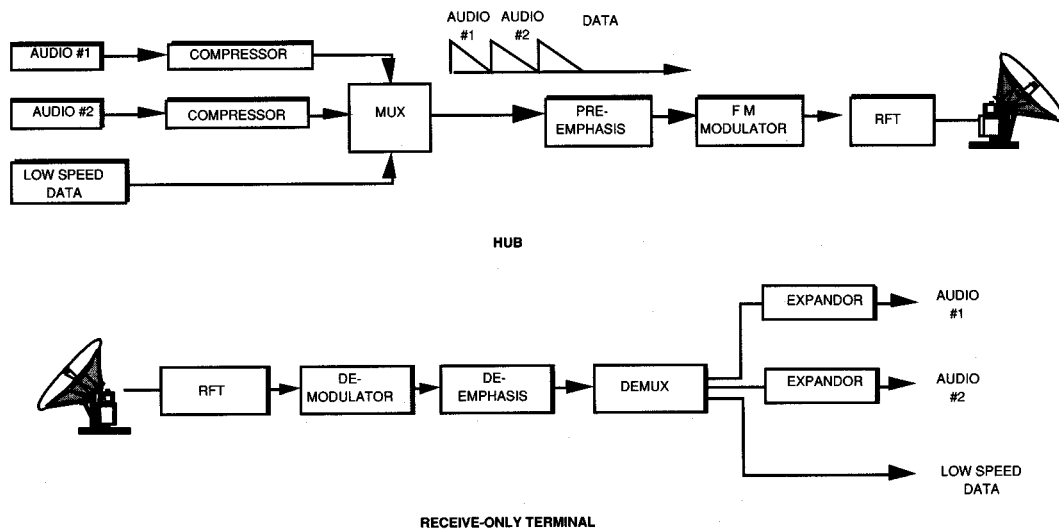 AUDIO #1
COMPRESSOR
AUDIO #2
COMPRESSOR
LOW SPEED
DATA
MUX
AUDIO
#1
AUDIO
#2
DATA
PRE-
EMPHASIS
F M
MODULATOR
RFT
HUB
RFT
DE-
MODULATOR
DE-
EMPHASIS
DEMUX
EXPANDOR
AUDIO
#1
EXPANDOR
AUDIO
#2
LOW SPEED
DATA
RECEIVE-ONLY TERMINAL